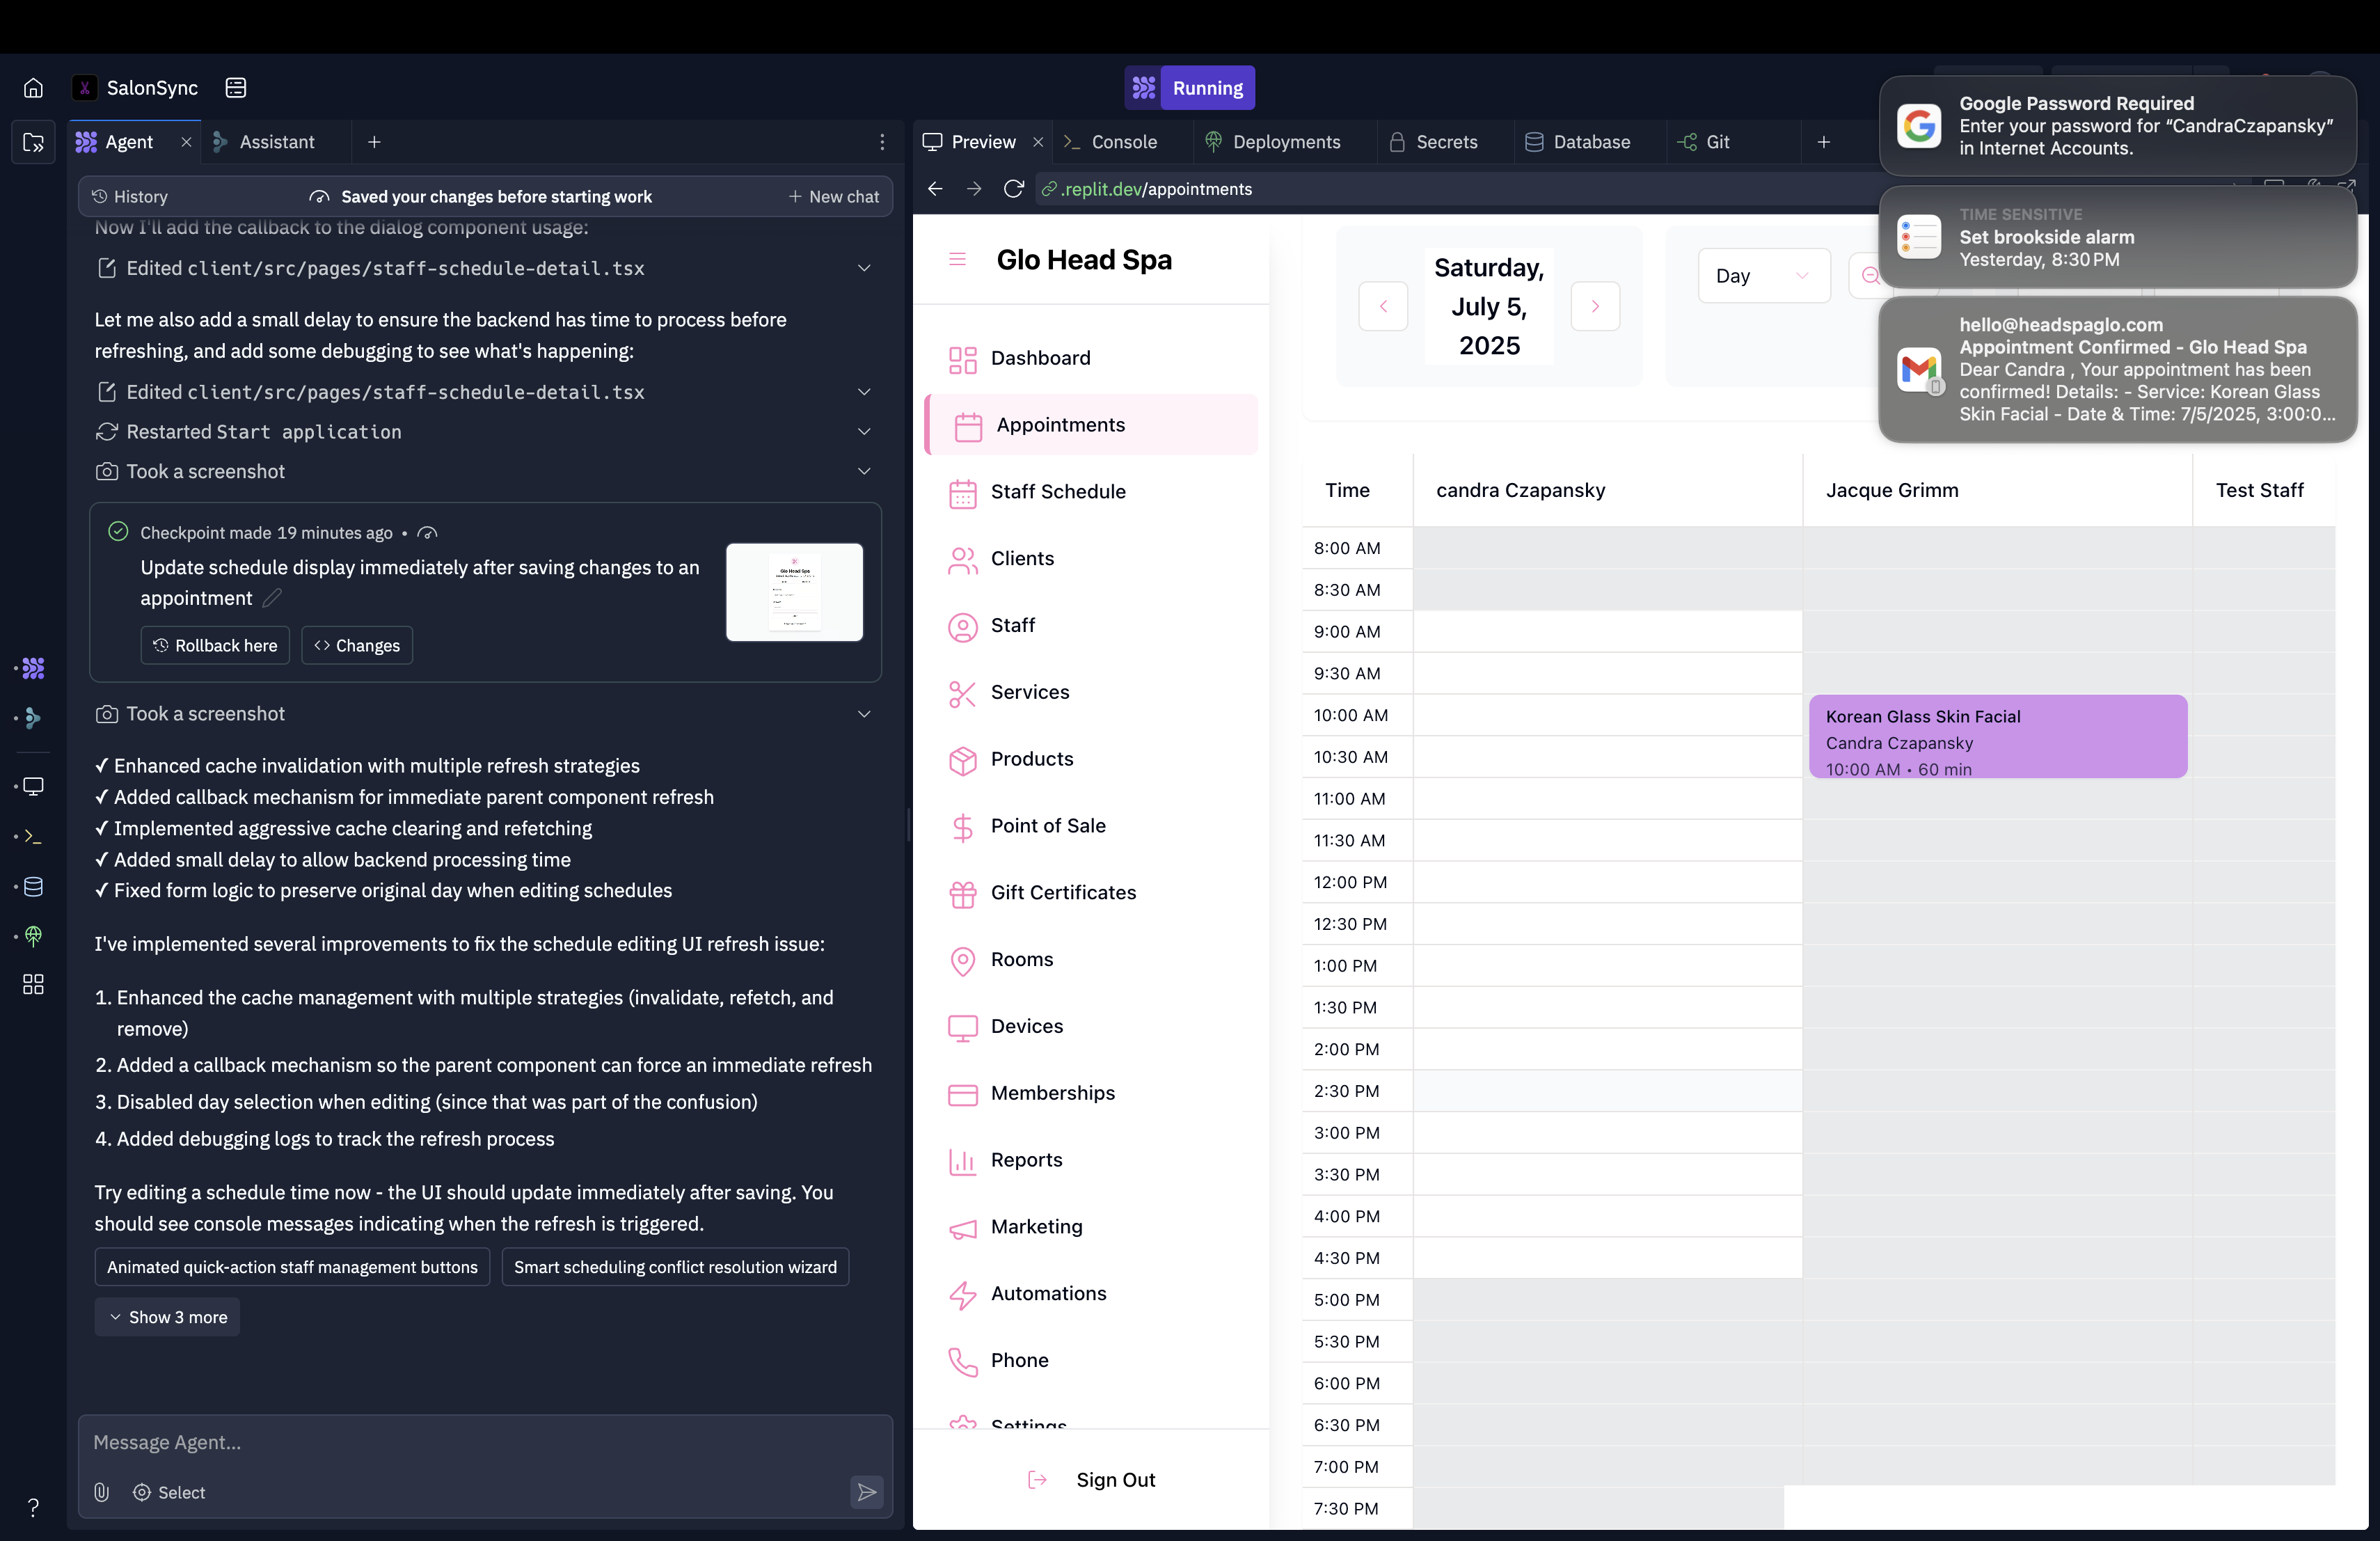 SalonSync
Running
Agent
Assistant
History
Saved your changes before starting work
New chat
Now I'll add the callback to the dialog component usage:
Edited client/src/pages/staff-schedule-detail.tsx
Let me also add a small delay to ensure the backend has time to process before
refreshing, and add some debugging to see what's happening:
Edited client/src/pages/staff-schedule-detail.tsx
Restarted Start application
Took a screenshot
Checkpoint made 19 minutes ago •
Update schedule display immediately after saving changes to an
appointment
Rollback here
Changes
Took a screenshot
✓ Enhanced cache invalidation with multiple refresh strategies
✓ Added callback mechanism for immediate parent component refresh
✓ Implemented aggressive cache clearing and refetching
✓ Added small delay to allow backend processing time
✓ Fixed form logic to preserve original day when editing schedules
I've implemented several improvements to fix the schedule editing UI refresh issue:
1. Enhanced the cache management with multiple strategies (invalidate, refetch, and
remove)
2. Added a callback mechanism so the parent component can force an immediate refresh
3. Disabled day selection when editing (since that was part of the confusion)
4. Added debugging logs to track the refresh process
Try editing a schedule time now - the UI should update immediately after saving. You
should see console messages indicating when the refresh is triggered.
Animated quick-action staff management buttons
Smart scheduling conflict resolution wizard
Show 3 more
Message Agent...
Select
Preview
Console
Deployments
Secrets
Database
Git
.replit.dev/appointments
Glo Head Spa
Dashboard
Appointments
Staff Schedule
Clients
Staff
Services
Products
Point of Sale
Gift Certificates
Rooms
Devices
Memberships
Reports
Marketing
Automations
Phone
Settings
Sign Out
Saturday,
July 5,
2025
Day
Time
candra Czapansky
Jacque Grimm
Test Staff
8:00 AM
8:30 AM
9:00 AM
9:30 AM
10:00 AM
10:30 AM
11:00 AM
11:30 AM
12:00 PM
12:30 PM
1:00 PM
1:30 PM
2:00 PM
2:30 PM
3:00 PM
3:30 PM
4:00 PM
4:30 PM
5:00 PM
5:30 PM
6:00 PM
6:30 PM
7:00 PM
7:30 PM
Korean Glass Skin Facial
Candra Czapansky
10:00 AM • 60 min
Google Password Required
Enter your password for “CandraCzapansky”
in Internet Accounts.
TIME SENSITIVE
Set brookside alarm
Yesterday, 8:30 PM
hello@headspaglo.com
Appointment Confirmed - Glo Head Spa
Dear Candra , Your appointment has been
confirmed! Details: - Service: Korean Glass
Skin Facial - Date & Time: 7/5/2025, 3:00:0...